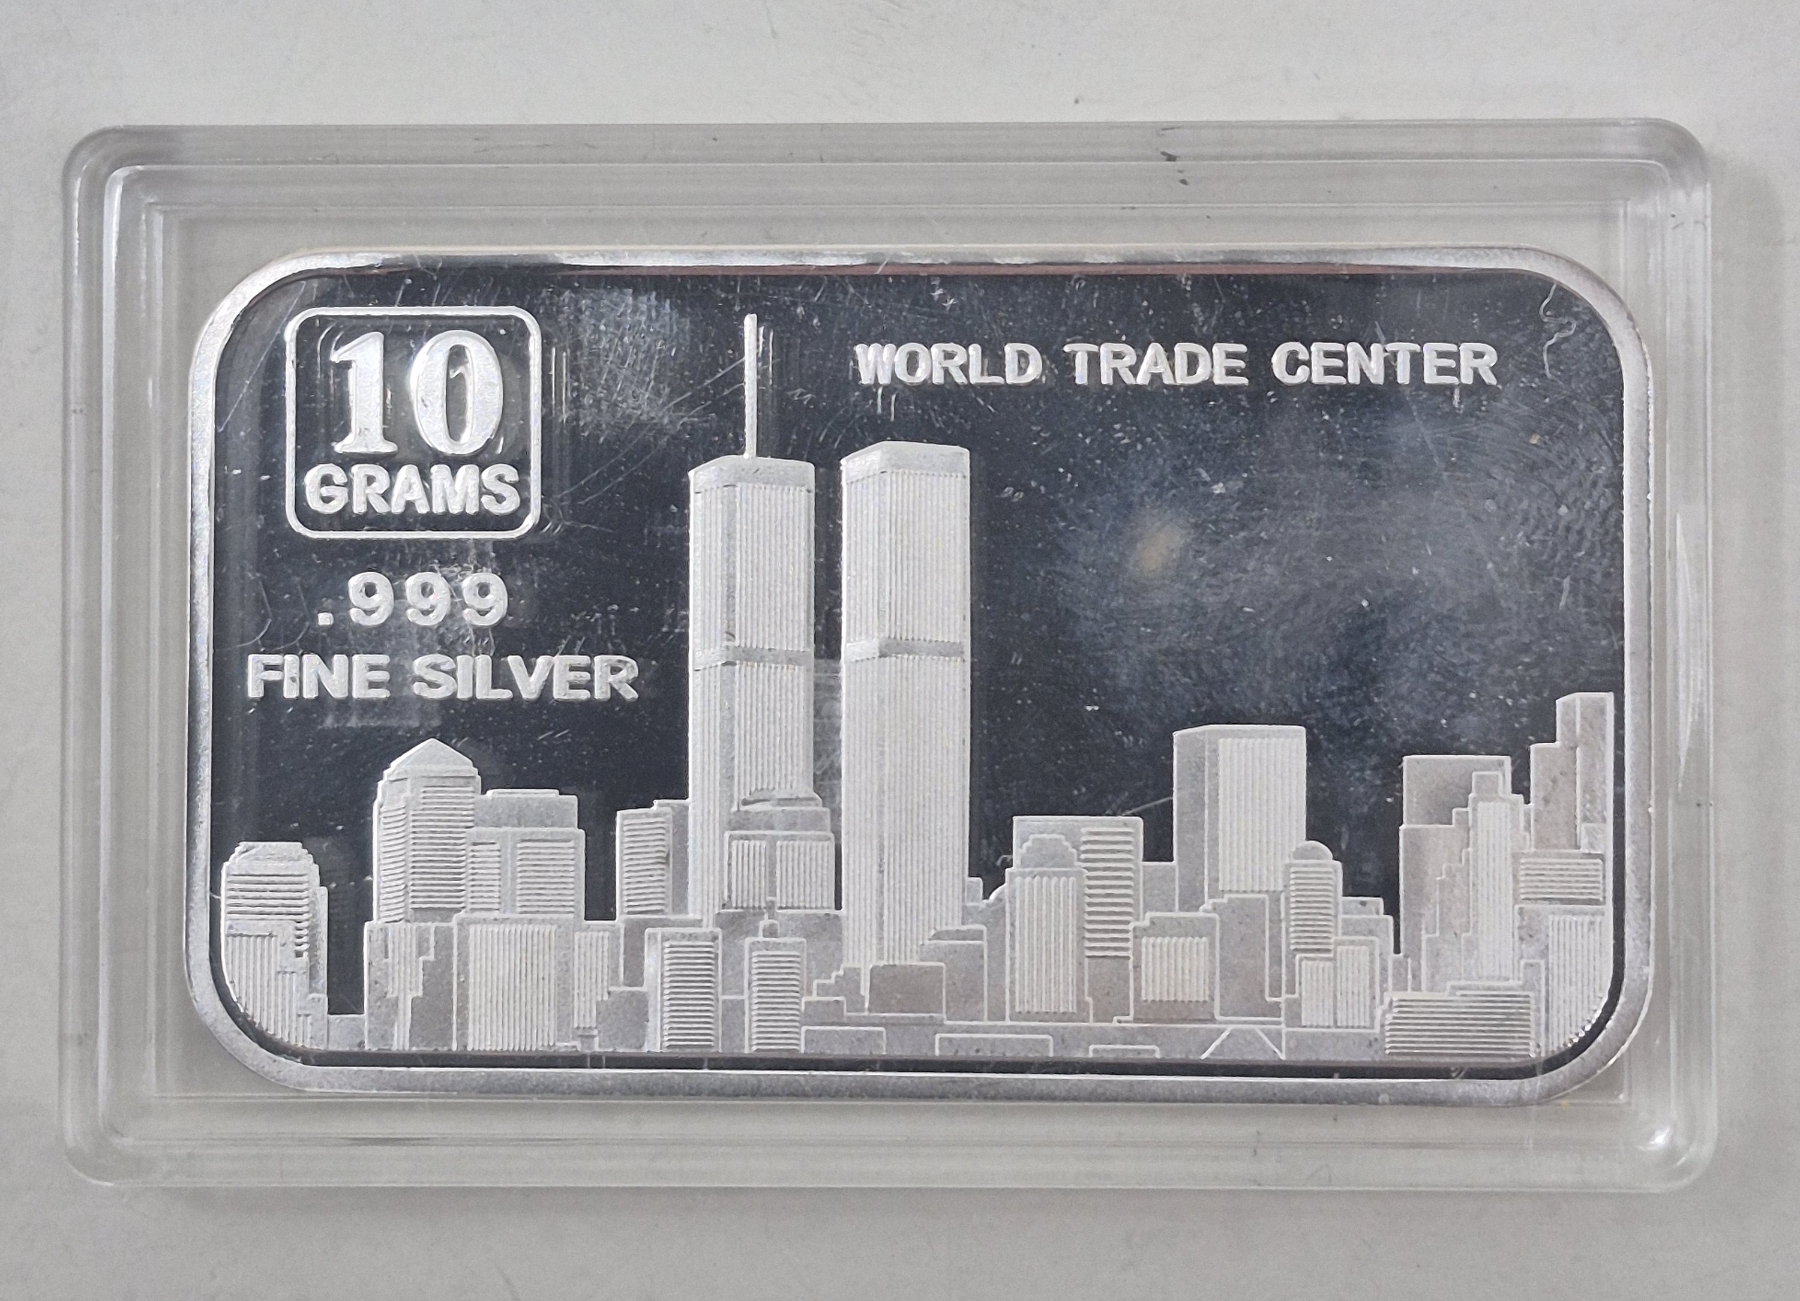 10
GRAMS
WORLD TRADE CENTER
.999
FINE SILVER